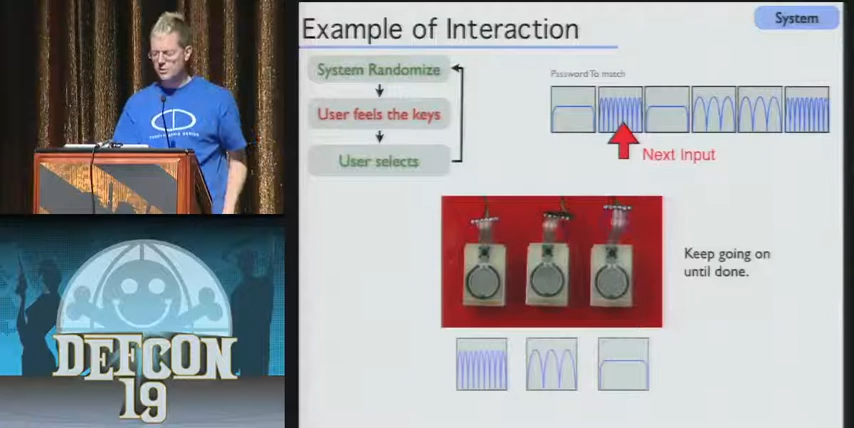 Example of Interaction
System
System Randomize
User feels the keys
User selects
Password To match
Next Input
Keep going on
until done.
DEFCON
19